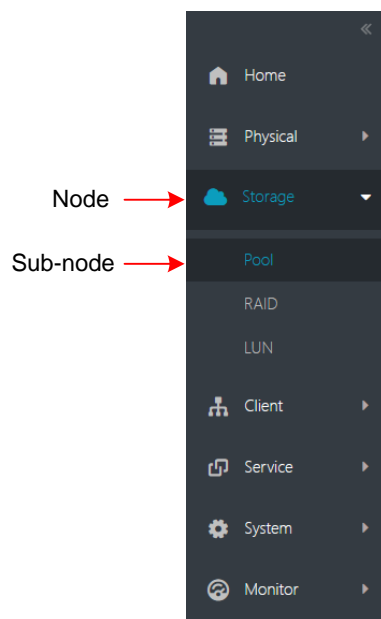 Home
Physical
Node
Storage
Sub-node
Pool
RAID
LUN
Client
Service
System
Monitor